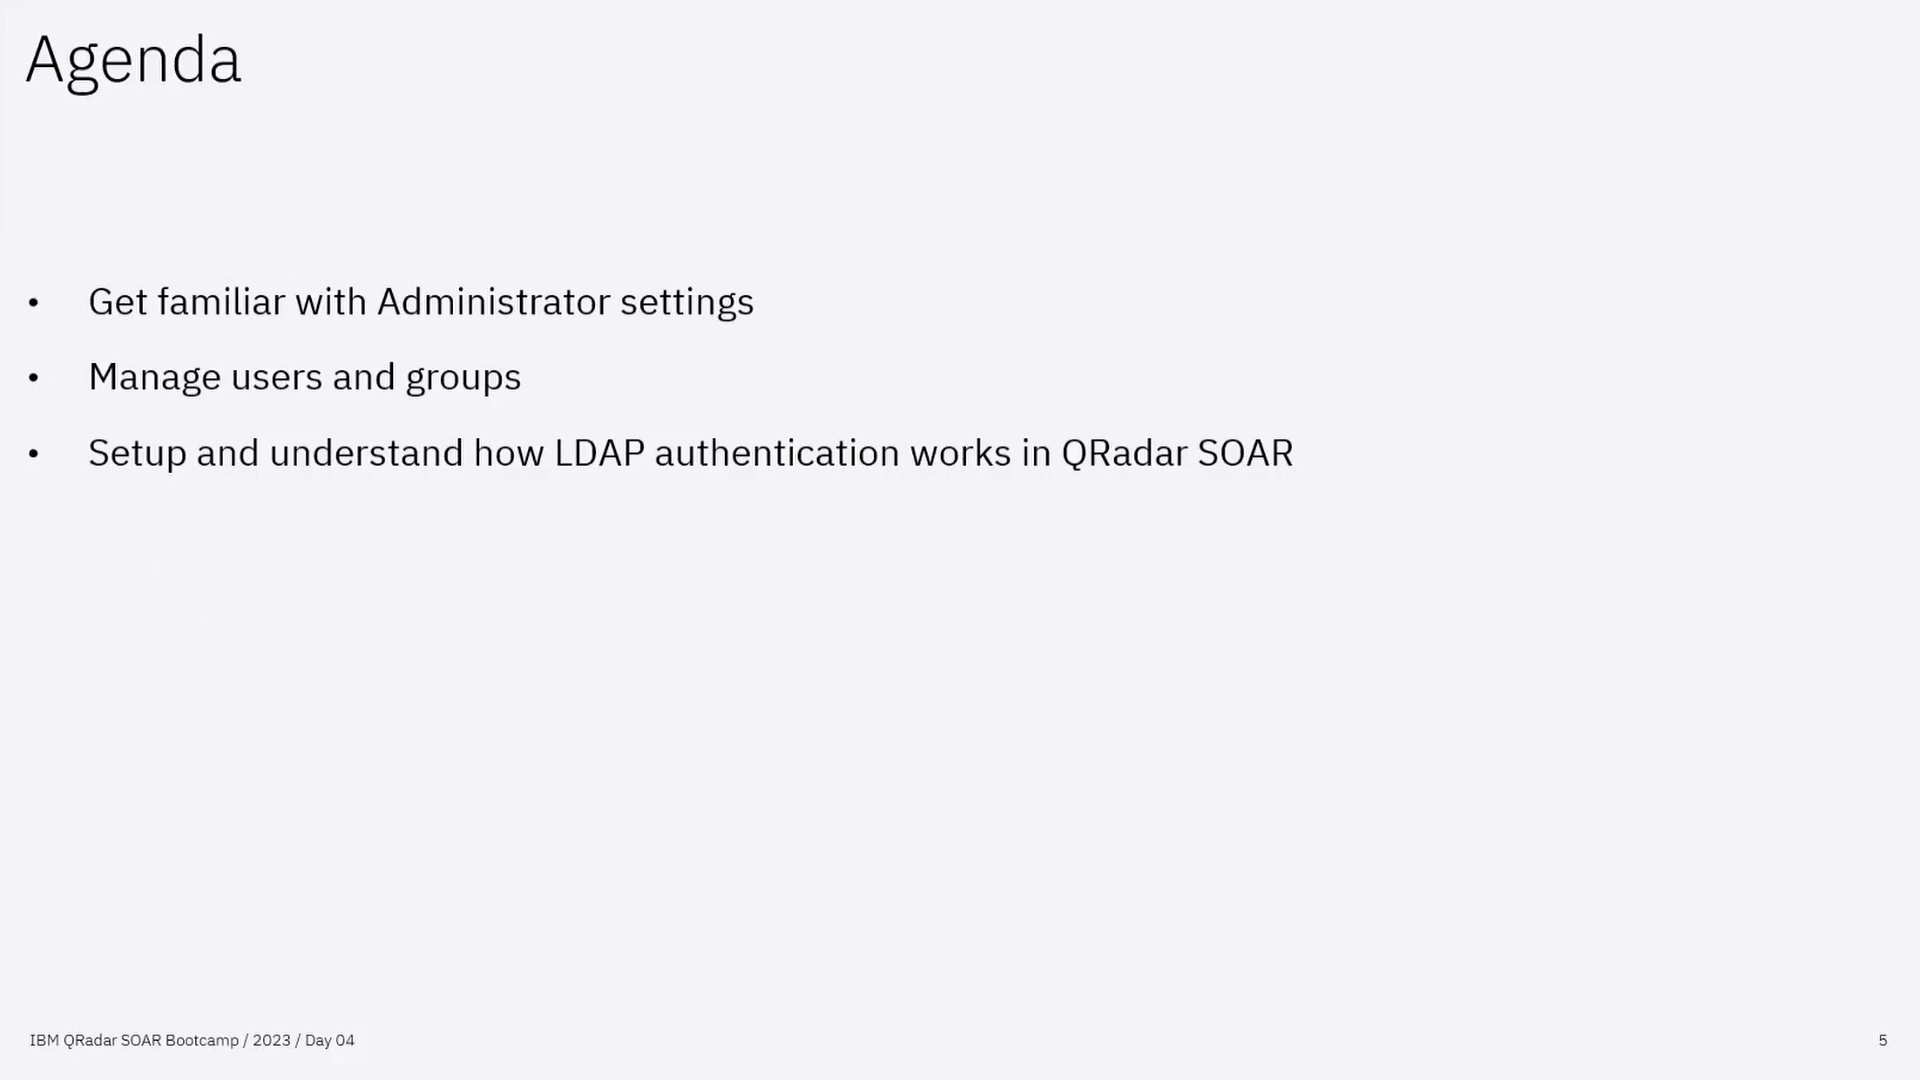 Agenda
• Get familiar with Administrator settings
• Manage users and groups
• Setup and understand how LDAP authentication works in QRadar SOAR
IBM QRadar SOAR Bootcamp / 2023 / Day 04
5